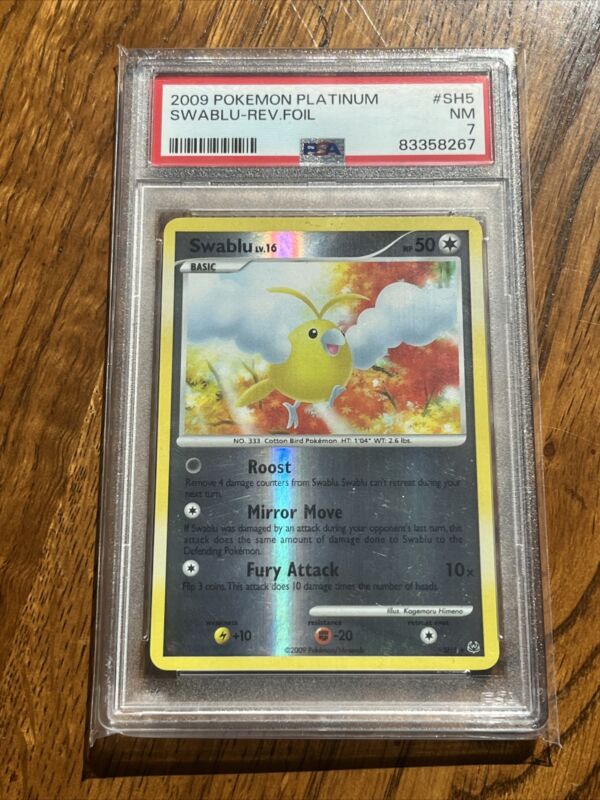 2009 POKEMON PLATINUM #SH5
SWABLU-REV.FOIL NM
7
PSA 83358267
Swablu LV.16 HP 50
BASIC
NO. 333 Cotton Bird Pokémon HT: 1'04" WT: 2.6 lbs.
Roost
Remove 4 damage counters from Swablu. Swablu can't retreat during your
next turn.
Mirror Move
If Swablu was damaged by an attack during your opponent's last turn, this
attack does the same amount of damage done to Swablu to the
Defending Pokémon.
Fury Attack 10×
Flip 3 coins. This attack does 10 damage times the number of heads.
Illus. Kagemaru Himeno
weakness resistance retreat cost
+10 -20
©2009 Pokémon/Nintendo